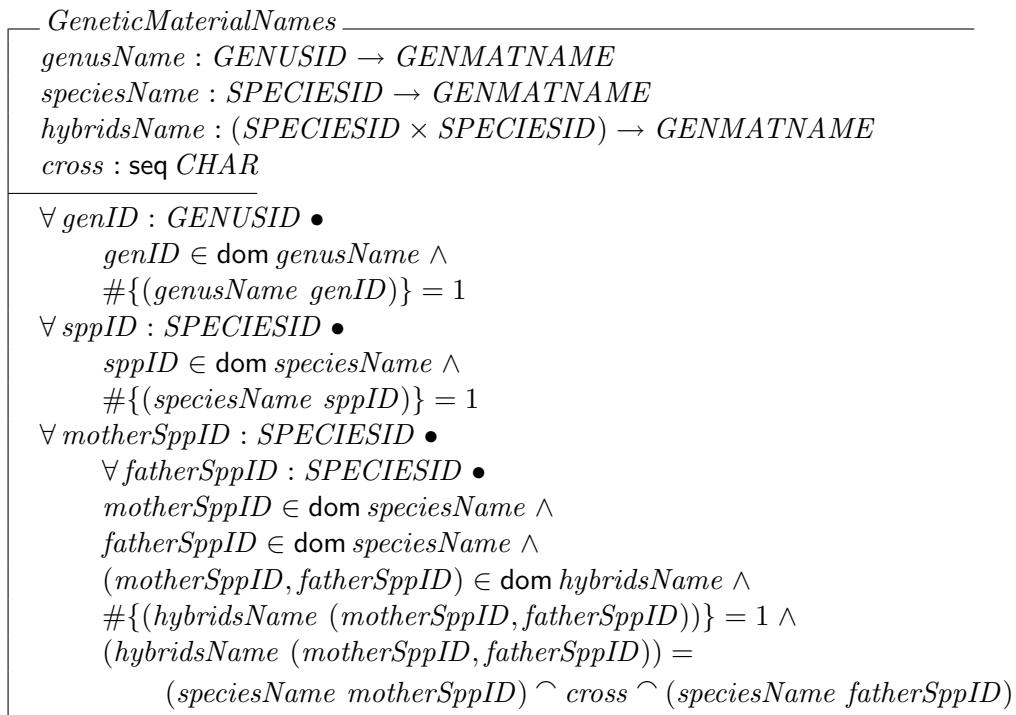 GeneticMaterialNames
genusName : GENUSID → GENMATNAME
speciesName : SPECIESID → GENMATNAME
hybridsName : (SPECIESID × SPECIESID) → GENMATNAME
cross : seq CHAR
∀ genID : GENUSID •
genID ∈ dom genusName ∧
#{(genusName genID)} = 1
∀ sppID : SPECIESID •
sppID ∈ dom speciesName ∧
#{(speciesName sppID)} = 1
∀ motherSppID : SPECIESID •
∀ fatherSppID : SPECIESID •
motherSppID ∈ dom speciesName ∧
fatherSppID ∈ dom speciesName ∧
(motherSppID, fatherSppID) ∈ dom hybridsName ∧
#{(hybridsName (motherSppID, fatherSppID))} = 1 ∧
(hybridsName (motherSppID, fatherSppID)) =
(speciesName motherSppID) ⌢ cross ⌢ (speciesName fatherSppID)